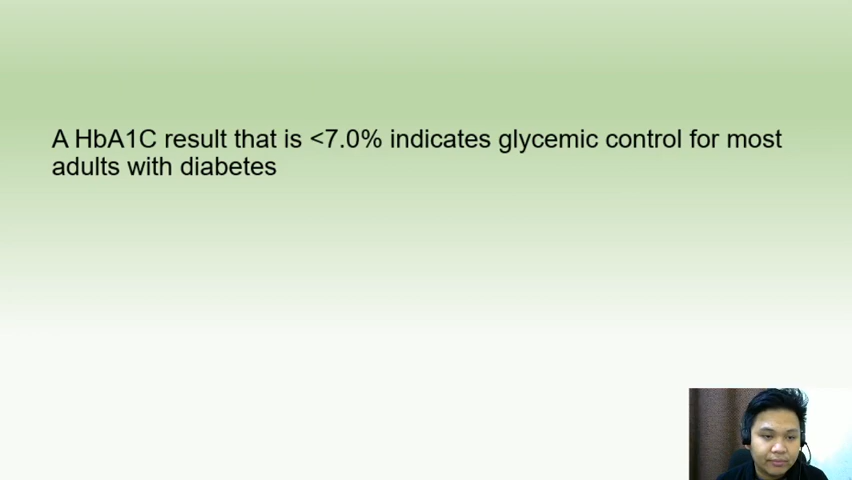 A HbA1C result that is <7.0% indicates glycemic control for most
adults with diabetes